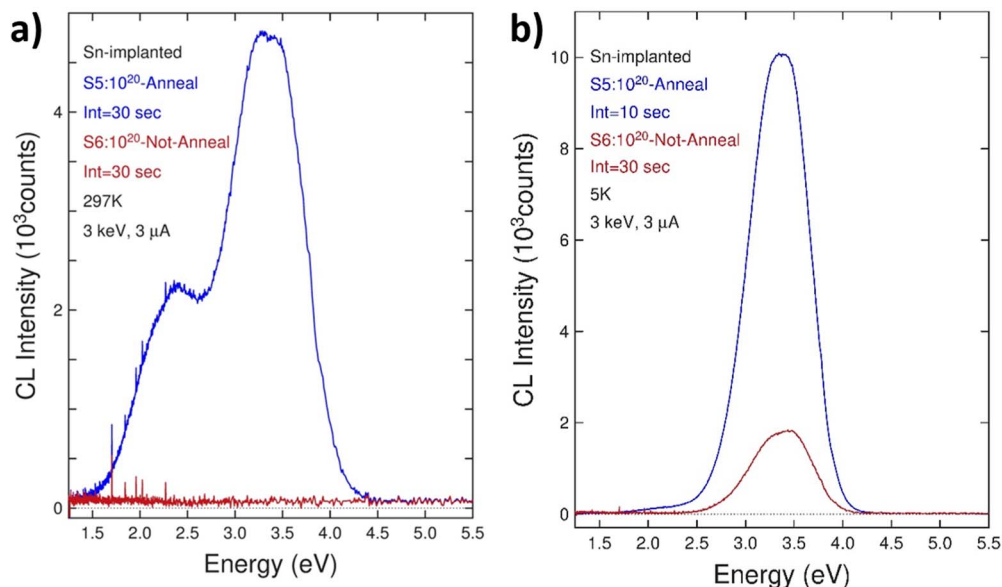 a)
Sn-implanted
S5:10²⁰-Anneal
Int=30 sec
S6:10²⁰-Not-Anneal
Int=30 sec
297K
3 keV, 3 µA
CL Intensity (10³counts)
4
2
0
1.5 2.0 2.5 3.0 3.5 4.0 4.5 5.0 5.5
Energy (eV)
b)
Sn-implanted
S5:10²⁰-Anneal
Int=10 sec
S6:10²⁰-Not-Anneal
Int=30 sec
5K
3 keV, 3 µA
CL Intensity (10³counts)
10
8
6
4
2
0
1.5 2.0 2.5 3.0 3.5 4.0 4.5 5.0 5.5
Energy (eV)